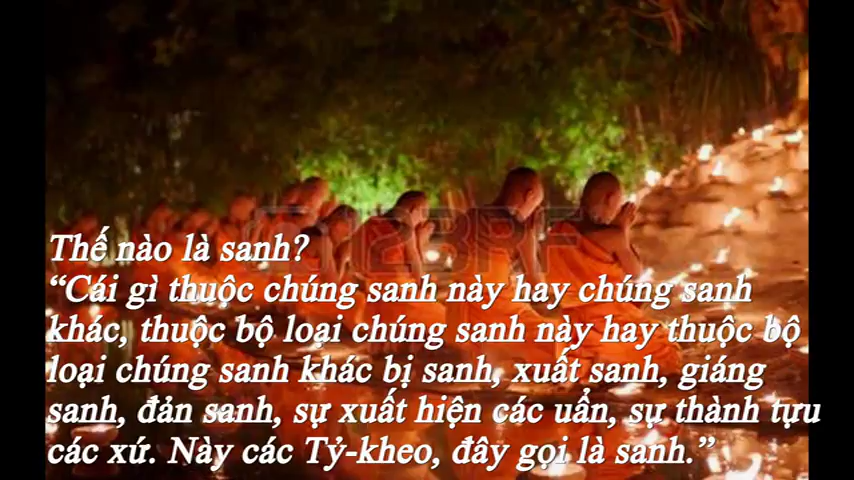 Thế nào là sanh?
“Cái gì thuộc chúng sanh này hay chúng sanh
khác, thuộc bộ loại chúng sanh này hay thuộc bộ
loại chúng sanh khác bị sanh, xuất sanh, giáng
sanh, đản sanh, sự xuất hiện các uẩn, sự thành tựu
các xứ. Này các Tỷ-kheo, đây gọi là sanh.”
123RF